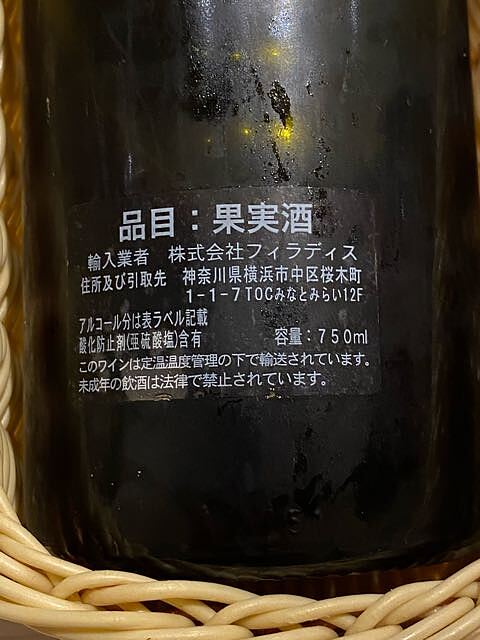 品目：果実酒
輸入業者 株式会社フィラディス
住所及び引取先 神奈川県横浜市中区桜木町
1-1-7TOCみなとみらい12F
アルコール分は表ラベル記載
酸化防止剤(亜硫酸塩)含有 容量：750ml
このワインは定温温度管理の下で輸送されています。
未成年の飲酒は法律で禁止されています。